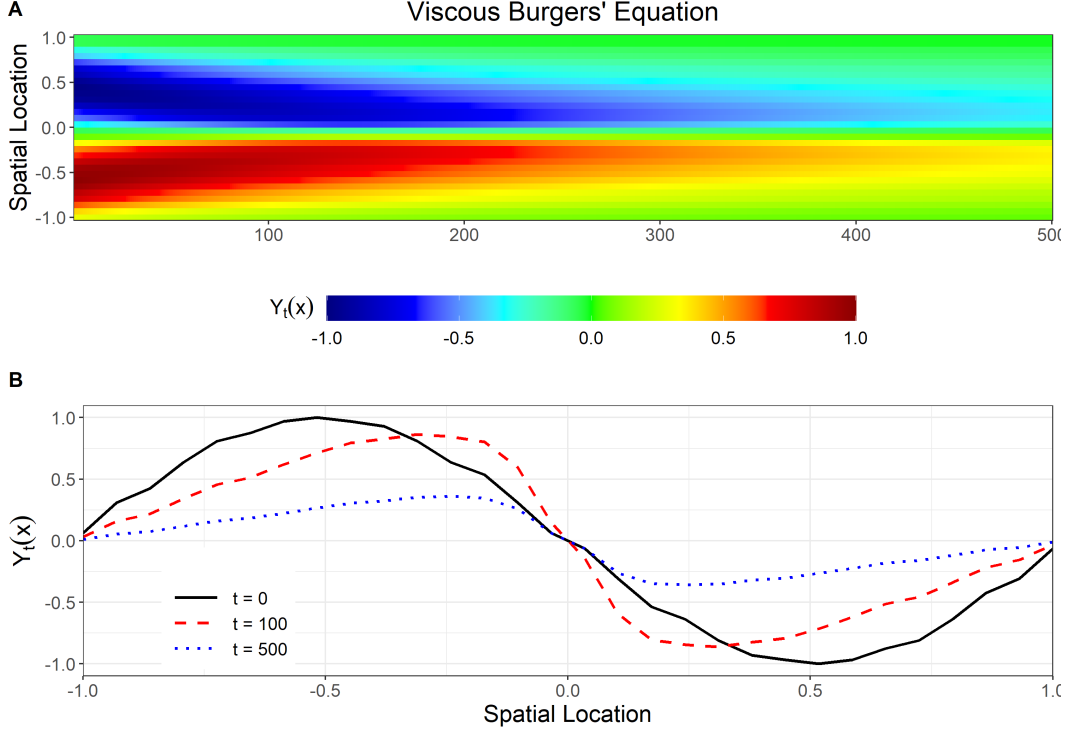 A
Viscous Burgers' Equation
Spatial Location
1.0
0.5
0.0
-0.5
-1.0
100 200 300 400 50
Yt(x)
-1.0 -0.5 0.0 0.5 1.0
B
Yt(x)
1.0
0.5
0.0
-0.5
-1.0
t = 0
t = 100
t = 500
-1.0 -0.5 0.0 0.5 1.0
Spatial Location